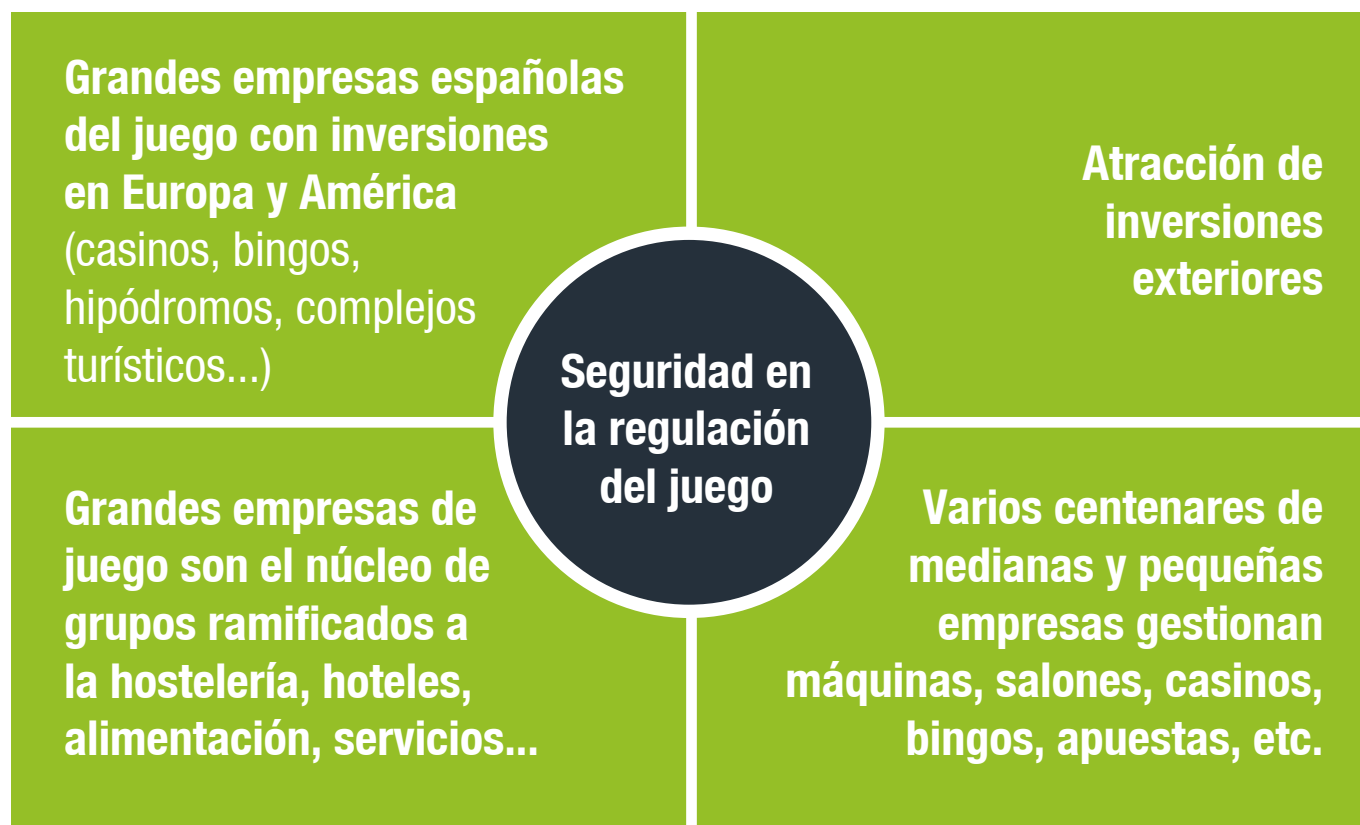 Grandes empresas españolas
del juego con inversiones
en Europa y América
(casinos, bingos,
hipódromos, complejos
turísticos...)
Atracción de
inversiones
exteriores
Seguridad en
la regulación
del juego
Grandes empresas de
juego son el núcleo de
grupos ramificados a
la hostelería, hoteles,
alimentación, servicios...
Varios centenares de
medianas y pequeñas
empresas gestionan
máquinas, salones, casinos,
bingos, apuestas, etc.